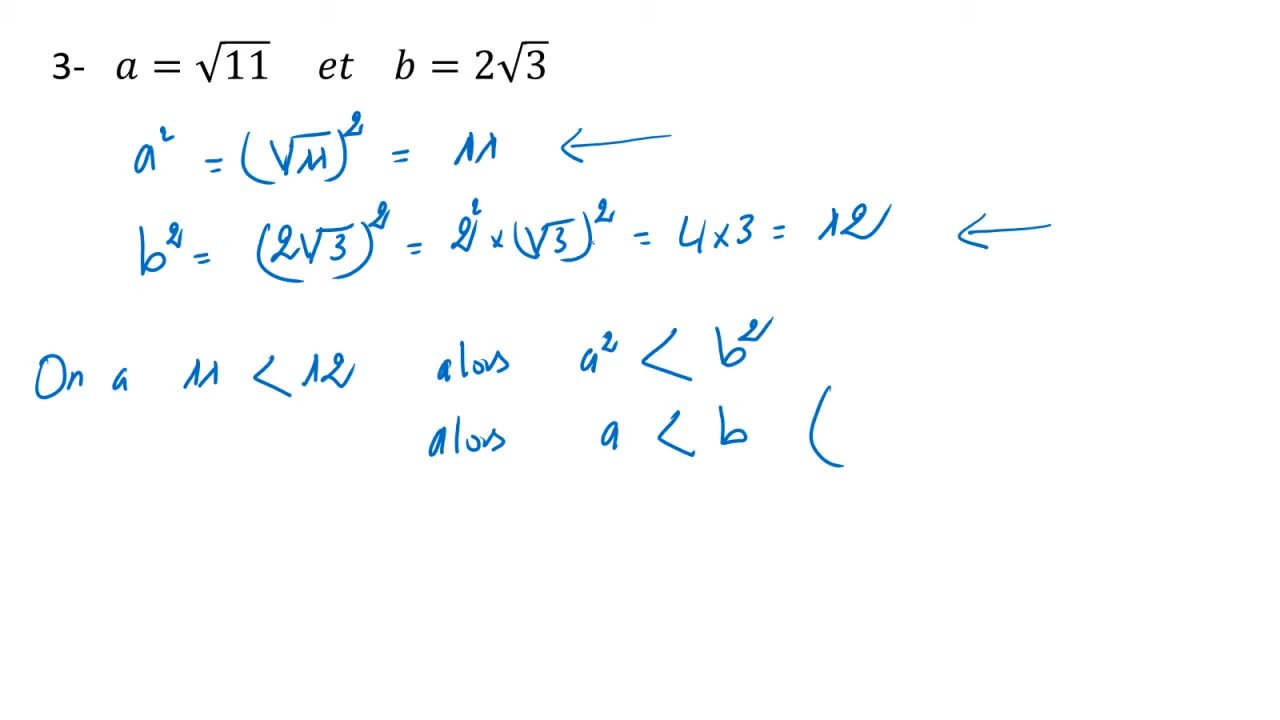 3- a = √11 et b = 2√3
a² = (√11)² = 11 ←
b² = (2√3)² = 2² × (√3)² = 4 × 3 = 12 ←
On a 11 < 12 alors a² < b²
alors a < b (